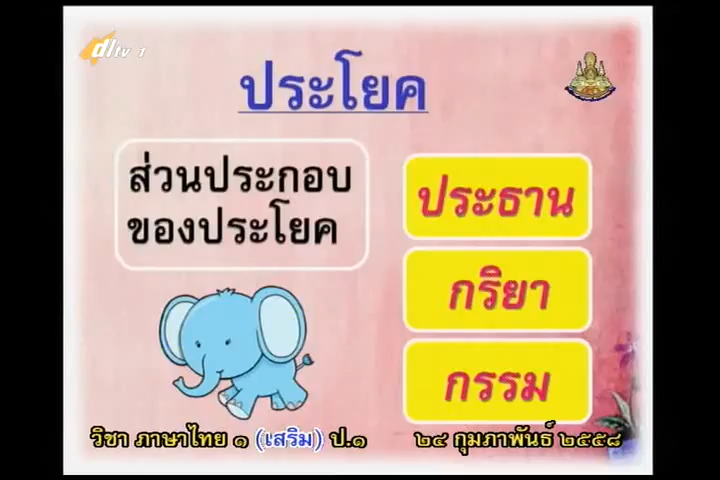 dltv 1
ประโยค
ส่วนประกอบ
ของประโยค
ประธาน
กริยา
กรรม
วิชา ภาษาไทย ๑ (เสริม) ป.๑ ๒๔ กุมภาพันธ์ ๒๕๕๘